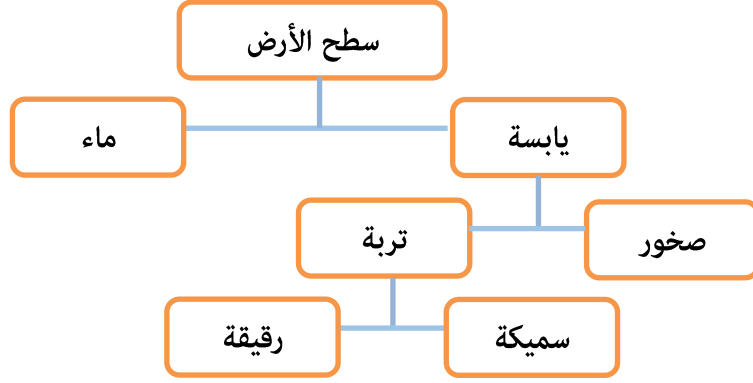 سطح الأرض
يابسة
ماء
صخور
تربة
سميكة
رقيقة